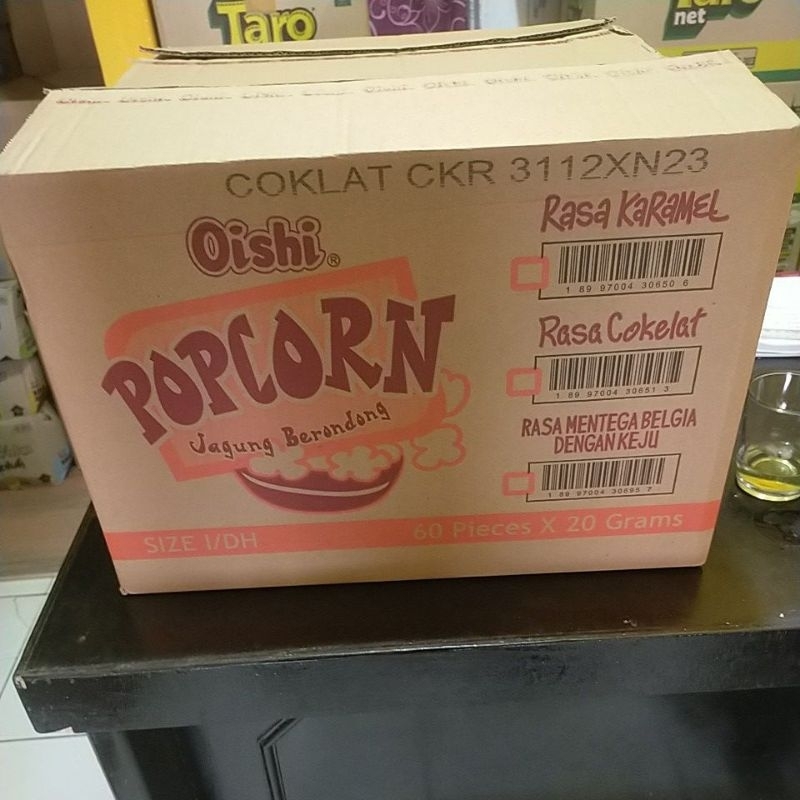 Taro
net
COKLAT CKR 3112XN23
Oishi®
POPCORN
Jagung Berondong
Rasa KaRaMEL
1 89 97004 30650 6
Rasa Cokelat
1 89 97004 30651 3
RASA MENTEGA BELGIA
DENGAN KEJU
1 89 97004 30695 7
SIZE I/DH
60 Pieces X 20 Grams